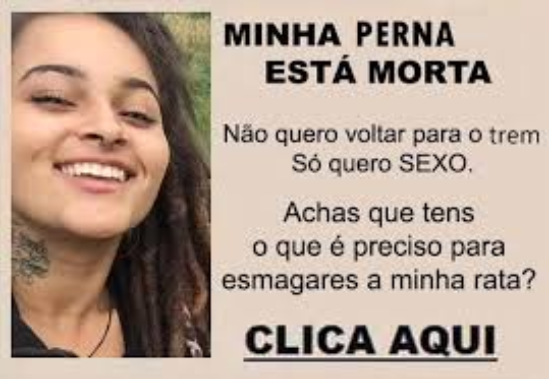 MINHA PERNA
ESTÁ MORTA
Não quero voltar para o trem
Só quero SEXO.
Achas que tens
o que é preciso para
esmagares a minha rata?
CLICA AQUI